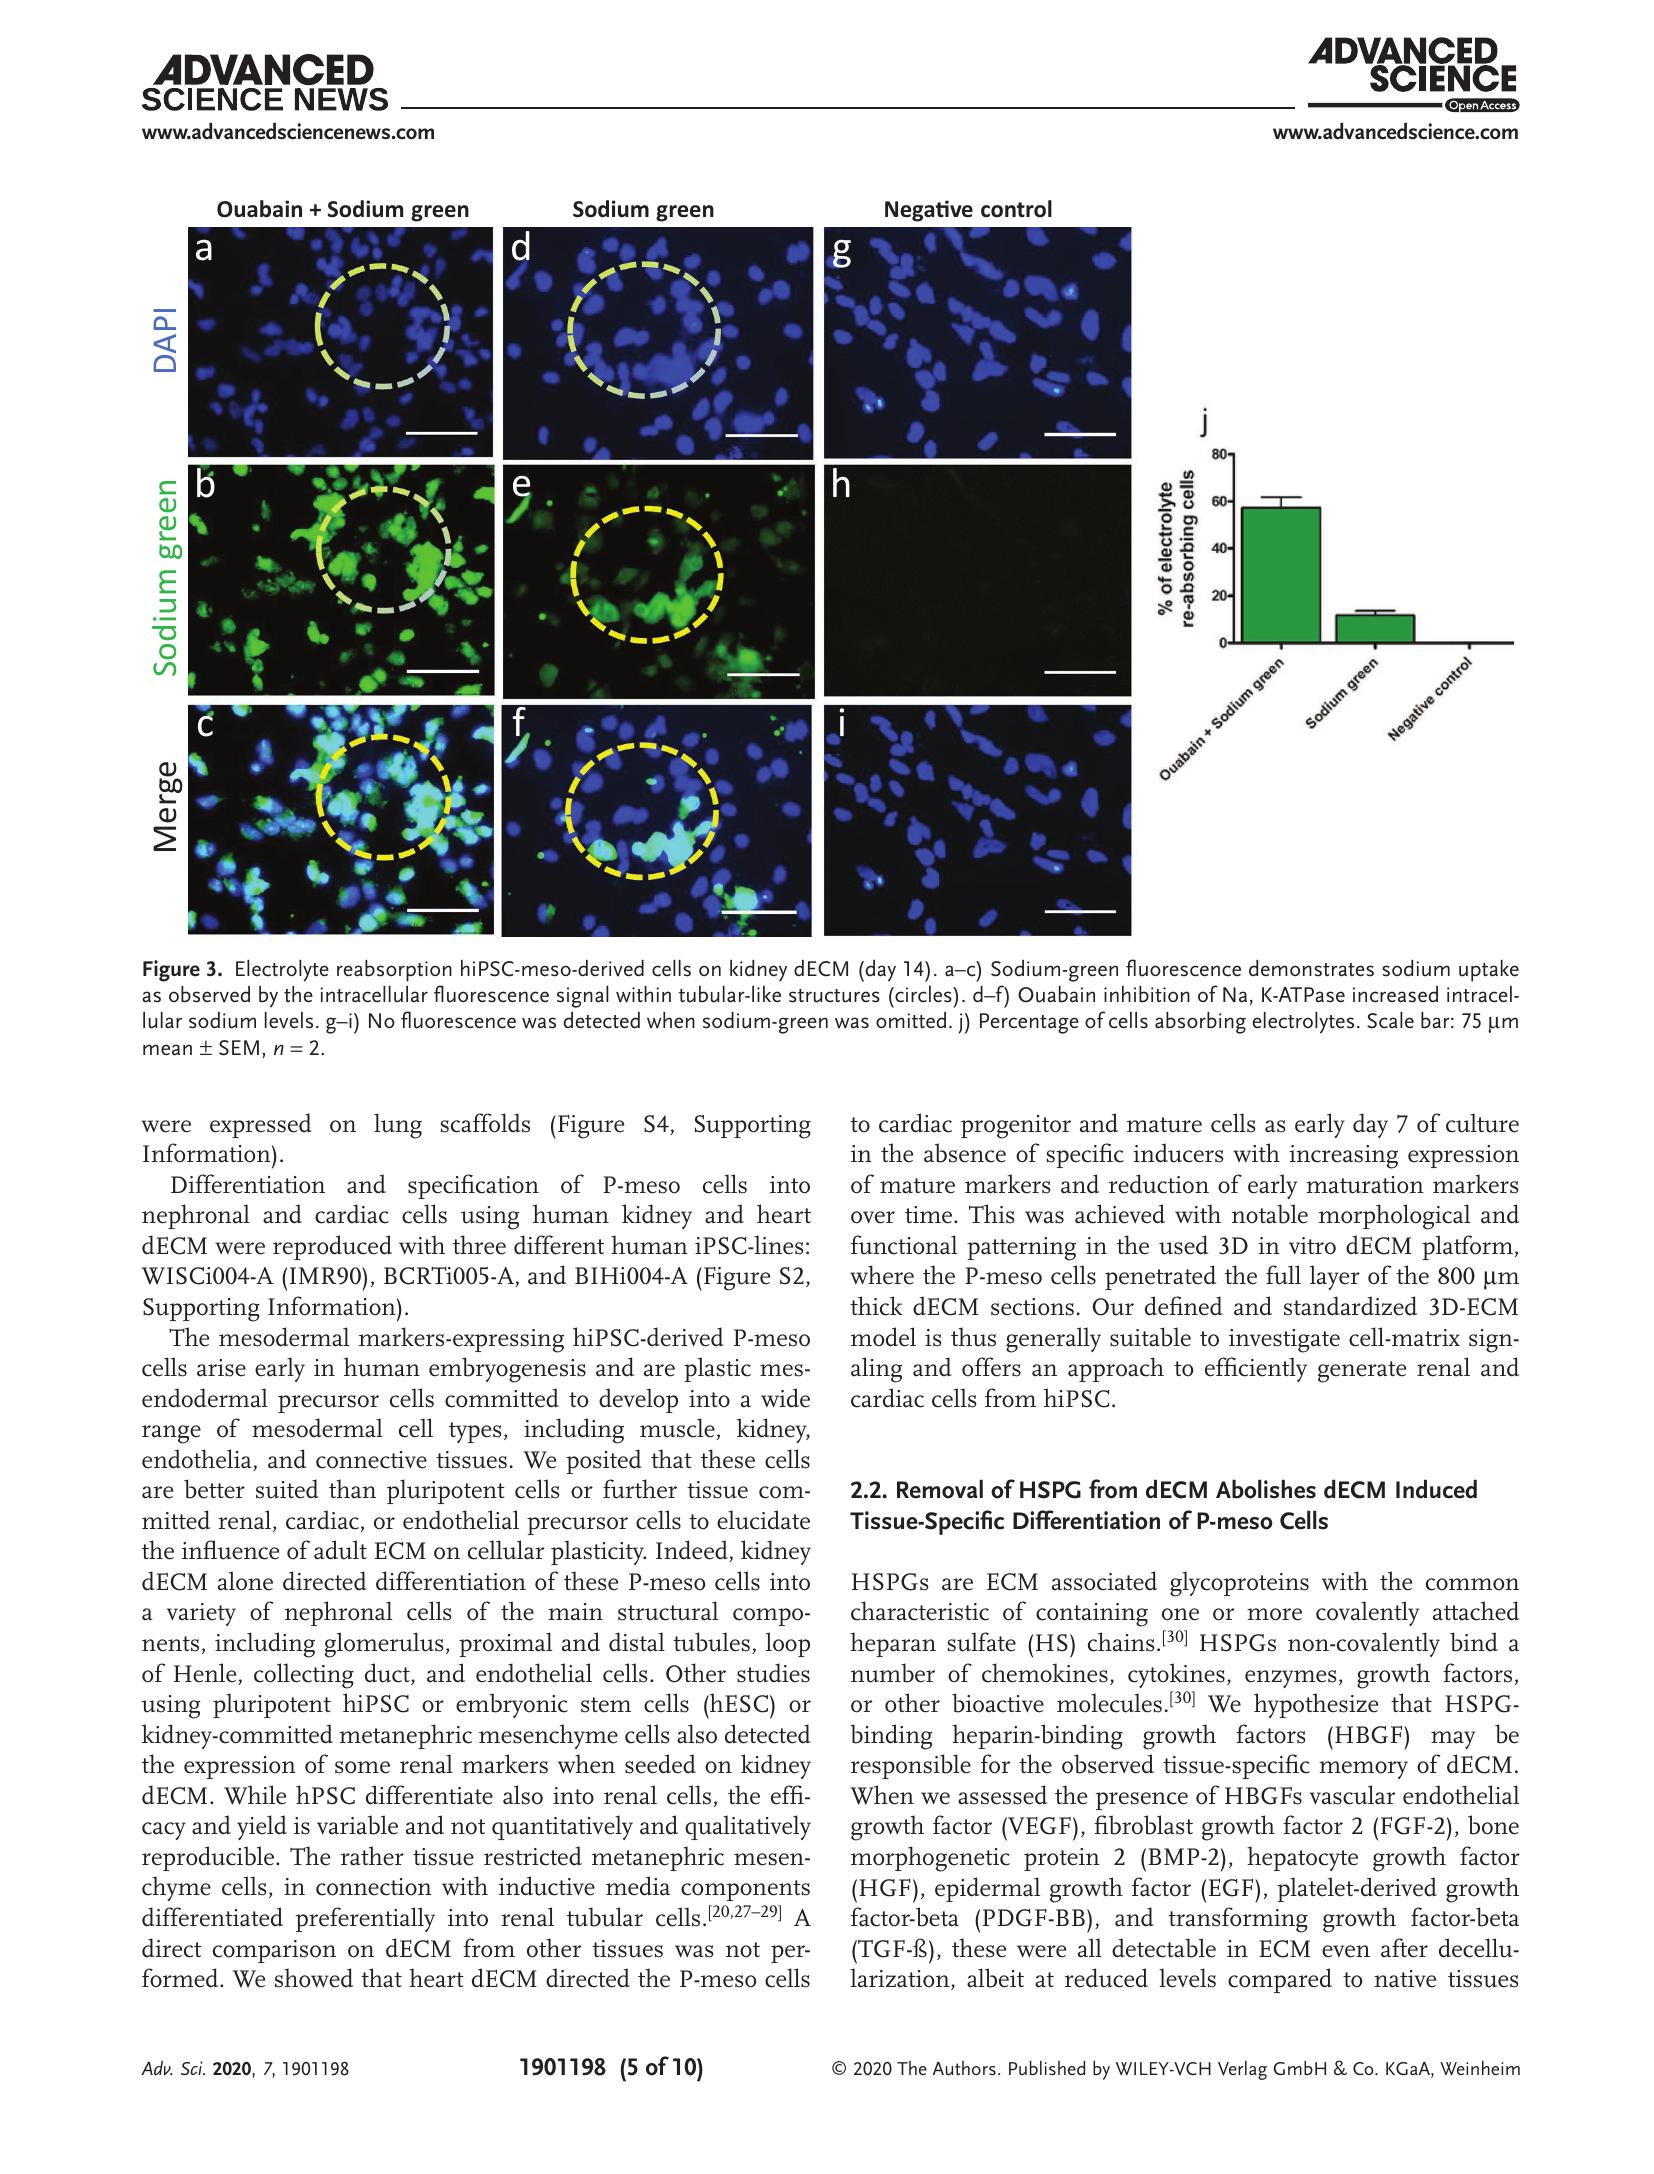 ADVANCED
SCIENCE NEWS
www.advancedsciencenews.com
ADVANCED
SCIENCE
Open Access
www.advancedscience.com
Ouabain + Sodium green
Sodium green
Negative control
DAPI
Sodium green
Merge
a
d
g
b
e
h
c
f
i
j
% of electrolyte
re-absorbing cells
80
60
40
20
0
Ouabain + Sodium green
Sodium green
Negative control
Figure 3. Electrolyte reabsorption hiPSC-meso-derived cells on kidney dECM (day 14). a–c) Sodium-green fluorescence demonstrates sodium uptake
as observed by the intracellular fluorescence signal within tubular-like structures (circles). d–f) Ouabain inhibition of Na, K-ATPase increased intracel-
lular sodium levels. g–i) No fluorescence was detected when sodium-green was omitted. j) Percentage of cells absorbing electrolytes. Scale bar: 75 µm
mean ± SEM, n = 2.
were expressed on lung scaffolds (Figure S4, Supporting
Information).
Differentiation and specification of P-meso cells into
nephronal and cardiac cells using human kidney and heart
dECM were reproduced with three different human iPSC-lines:
WISCi004-A (IMR90), BCRTi005-A, and BIHi004-A (Figure S2,
Supporting Information).
The mesodermal markers-expressing hiPSC-derived P-meso
cells arise early in human embryogenesis and are plastic mes-
endodermal precursor cells committed to develop into a wide
range of mesodermal cell types, including muscle, kidney,
endothelia, and connective tissues. We posited that these cells
are better suited than pluripotent cells or further tissue com-
mitted renal, cardiac, or endothelial precursor cells to elucidate
the influence of adult ECM on cellular plasticity. Indeed, kidney
dECM alone directed differentiation of these P-meso cells into
a variety of nephronal cells of the main structural compo-
nents, including glomerulus, proximal and distal tubules, loop
of Henle, collecting duct, and endothelial cells. Other studies
using pluripotent hiPSC or embryonic stem cells (hESC) or
kidney-committed metanephric mesenchyme cells also detected
the expression of some renal markers when seeded on kidney
dECM. While hPSC differentiate also into renal cells, the effi-
cacy and yield is variable and not quantitatively and qualitatively
reproducible. The rather tissue restricted metanephric mesen-
chyme cells, in connection with inductive media components
differentiated preferentially into renal tubular cells.[20,27–29] A
direct comparison on dECM from other tissues was not per-
formed. We showed that heart dECM directed the P-meso cells
to cardiac progenitor and mature cells as early day 7 of culture
in the absence of specific inducers with increasing expression
of mature markers and reduction of early maturation markers
over time. This was achieved with notable morphological and
functional patterning in the used 3D in vitro dECM platform,
where the P-meso cells penetrated the full layer of the 800 µm
thick dECM sections. Our defined and standardized 3D-ECM
model is thus generally suitable to investigate cell-matrix sign-
aling and offers an approach to efficiently generate renal and
cardiac cells from hiPSC.
2.2. Removal of HSPG from dECM Abolishes dECM Induced
Tissue-Specific Differentiation of P-meso Cells
HSPGs are ECM associated glycoproteins with the common
characteristic of containing one or more covalently attached
heparan sulfate (HS) chains.[30] HSPGs non-covalently bind a
number of chemokines, cytokines, enzymes, growth factors,
or other bioactive molecules.[30] We hypothesize that HSPG-
binding heparin-binding growth factors (HBGF) may be
responsible for the observed tissue-specific memory of dECM.
When we assessed the presence of HBGFs vascular endothelial
growth factor (VEGF), fibroblast growth factor 2 (FGF-2), bone
morphogenetic protein 2 (BMP-2), hepatocyte growth factor
(HGF), epidermal growth factor (EGF), platelet-derived growth
factor-beta (PDGF-BB), and transforming growth factor-beta
(TGF-ß), these were all detectable in ECM even after decellu-
larization, albeit at reduced levels compared to native tissues
Adv. Sci. 2020, 7, 1901198
1901198 (5 of 10)
© 2020 The Authors. Published by WILEY-VCH Verlag GmbH & Co. KGaA, Weinheim